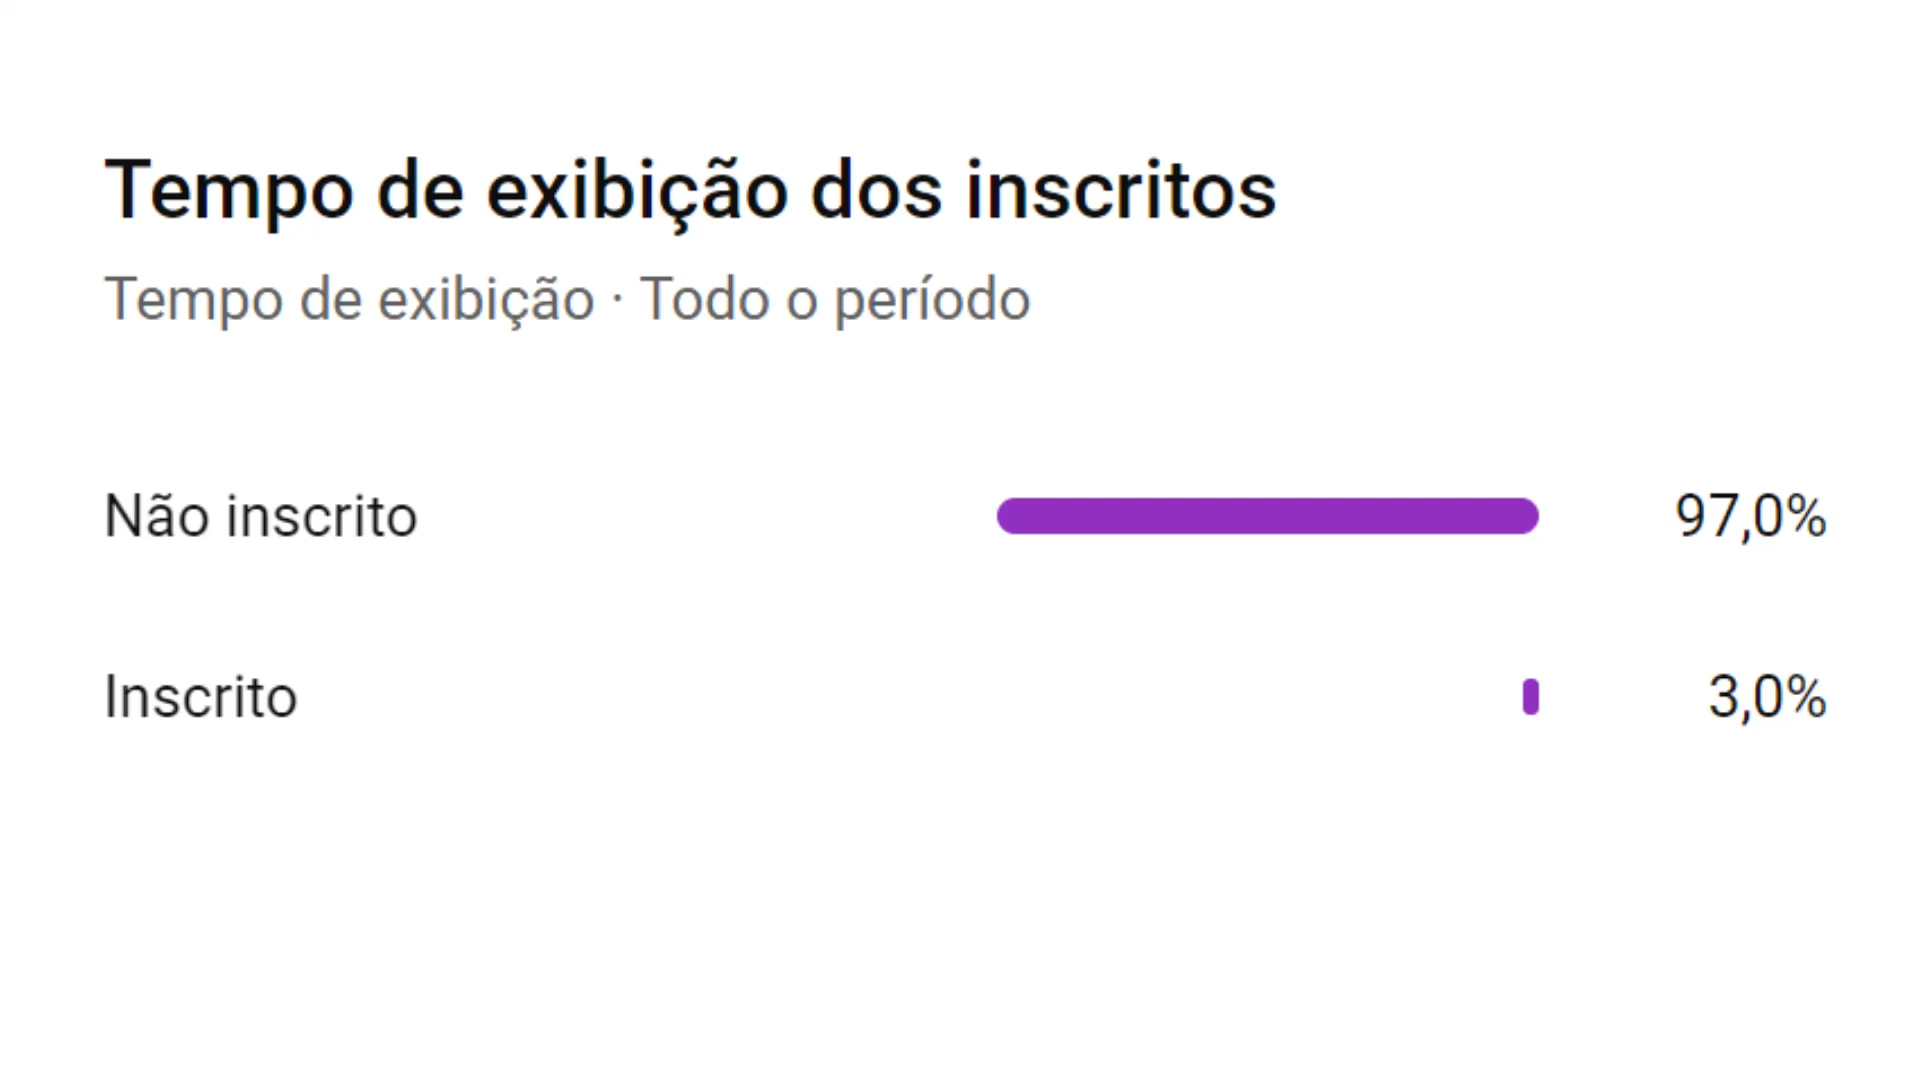 Tempo de exibição dos inscritos
Tempo de exibição · Todo o período
Não inscrito 97,0%
Inscrito 3,0%